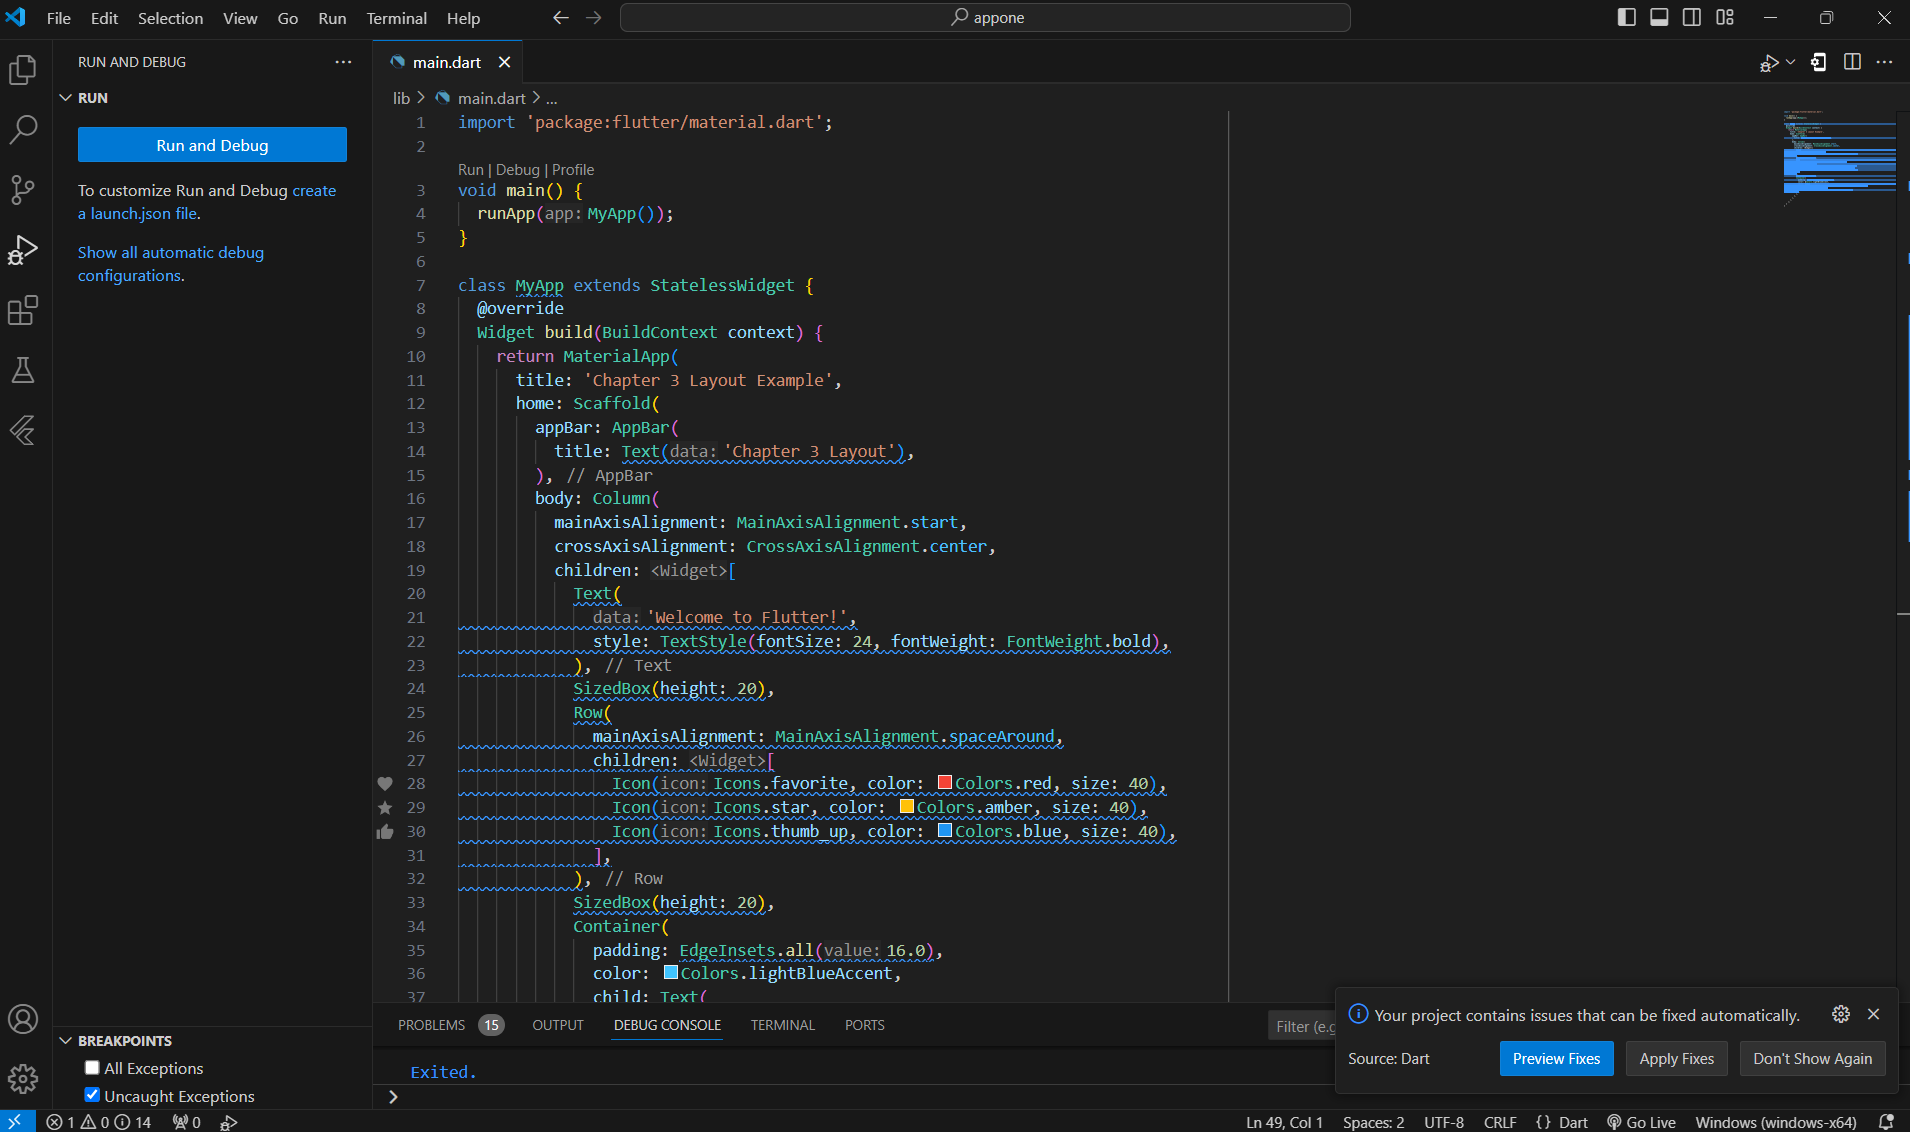 File Edit Selection View Go Run Terminal Help
appone
RUN AND DEBUG
RUN
Run and Debug
To customize Run and Debug create
a launch.json file.
Show all automatic debug
configurations.
main.dart
lib > main.dart > ...
1 import 'package:flutter/material.dart';
2
Run | Debug | Profile
3 void main() {
4 runApp(app: MyApp());
5 }
6
7 class MyApp extends StatelessWidget {
8 @override
9 Widget build(BuildContext context) {
10 return MaterialApp(
11 title: 'Chapter 3 Layout Example',
12 home: Scaffold(
13 appBar: AppBar(
14 title: Text(data: 'Chapter 3 Layout'),
15 ), // AppBar
16 body: Column(
17 mainAxisAlignment: MainAxisAlignment.start,
18 crossAxisAlignment: CrossAxisAlignment.center,
19 children: <Widget>[
20 Text(
21 data: 'Welcome to Flutter!',
22 style: TextStyle(fontSize: 24, fontWeight: FontWeight.bold),
23 ), // Text
24 SizedBox(height: 20),
25 Row(
26 mainAxisAlignment: MainAxisAlignment.spaceAround,
27 children: <Widget>[
28 Icon(icon: Icons.favorite, color: Colors.red, size: 40),
29 Icon(icon: Icons.star, color: Colors.amber, size: 40),
30 Icon(icon: Icons.thumb_up, color: Colors.blue, size: 40),
31 ],
32 ), // Row
33 SizedBox(height: 20),
34 Container(
35 padding: EdgeInsets.all(value: 16.0),
36 color: Colors.lightBlueAccent,
37 child: Text(
BREAKPOINTS
All Exceptions
Uncaught Exceptions
PROBLEMS 15 OUTPUT DEBUG CONSOLE TERMINAL PORTS
Filter (e.g
Exited.
Your project contains issues that can be fixed automatically.
Source: Dart
Preview Fixes
Apply Fixes
Don't Show Again
1 0 14 0
Ln 49, Col 1 Spaces: 2 UTF-8 CRLF {} Dart Go Live Windows (windows-x64)